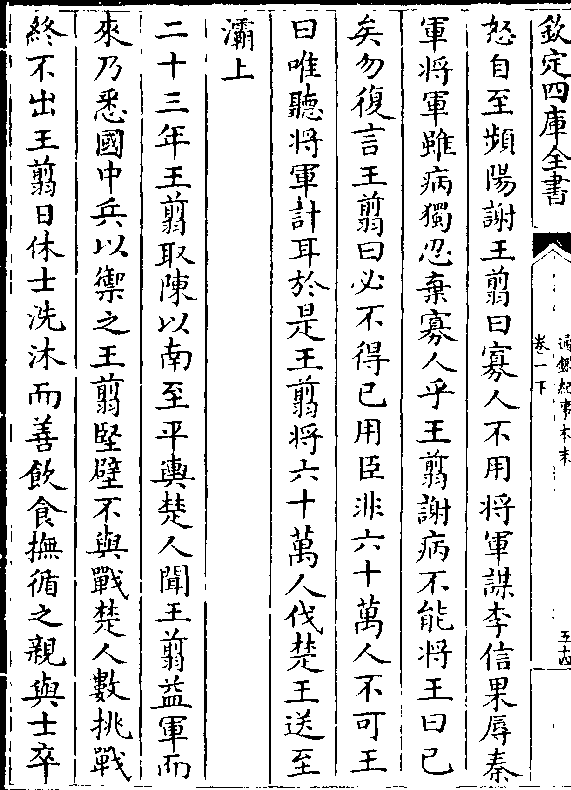 欽定四庫全書
通鑑紀事本末
卷一下
五十四
怒自至頻陽謝王翦曰寡人不用將軍謀李信果辱秦
軍將軍雖病獨忍棄寡人乎王翦謝病不能將王曰已
矣勿復言王翦曰必不得已用臣非六十萬人不可王
曰唯聽將軍計耳於是王翦將六十萬人伐楚王送至
灞上
二十三年王翦取陳以南至平輿楚人聞王翦益軍而
來乃悉國中兵以禦之王翦堅壁不與戰楚人數挑戰
終不出王翦日休士洗沐而善飲食撫循之親與士卒